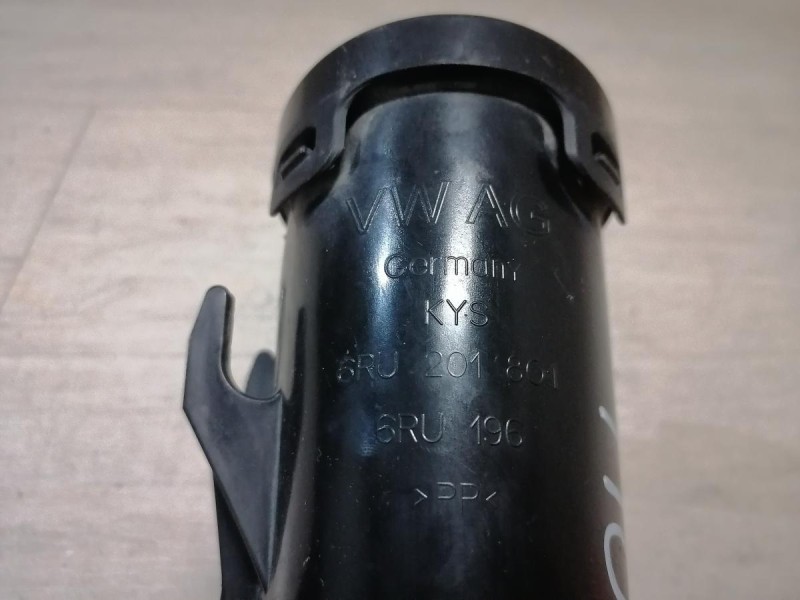 VW AG
Germany
KYS
6RU 201 801
6RU 196
>PP<